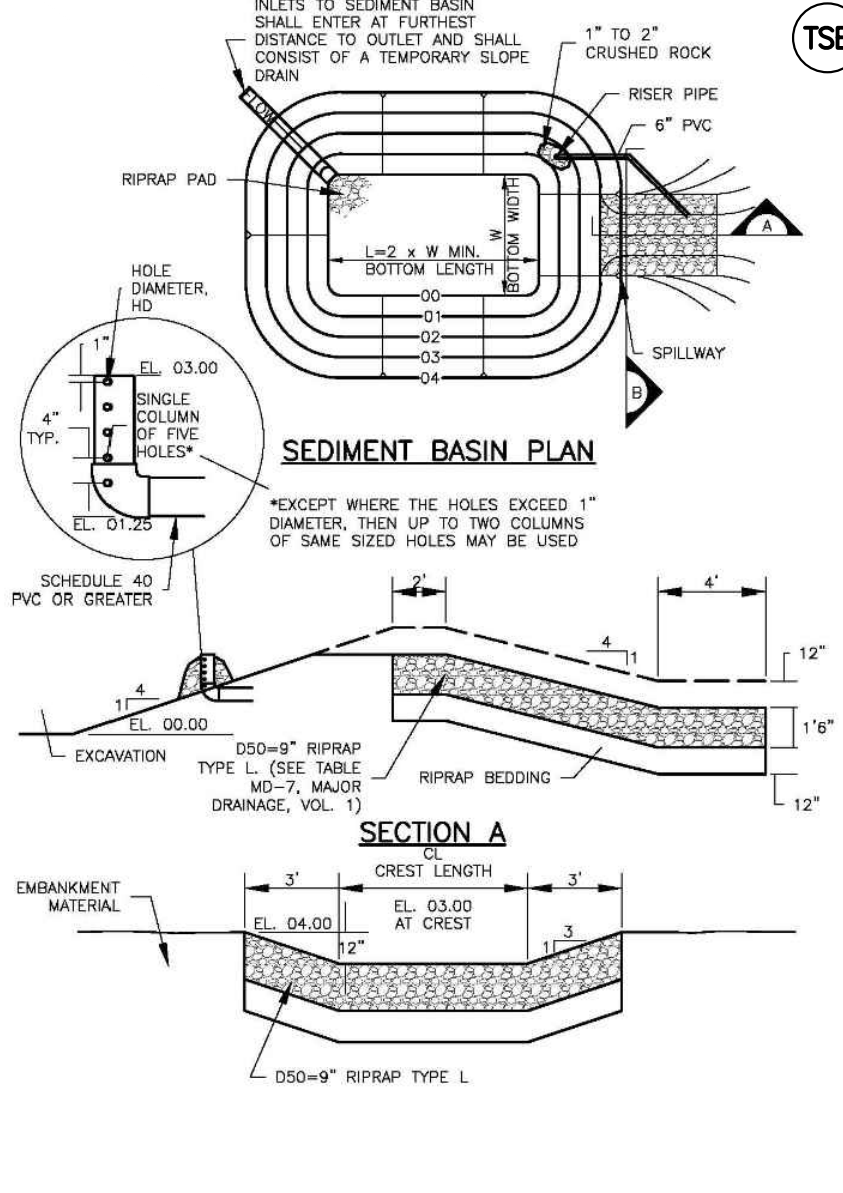 INLETS TO SEDIMENT BASIN
SHALL ENTER AT FURTHEST
DISTANCE TO OUTLET AND SHALL
CONSIST OF A TEMPORARY SLOPE
DRAIN
1" TO 2"
CRUSHED ROCK
RISER PIPE
6" PVC
FLOW
RIPRAP PAD
L=2 x W MIN.
BOTTOM LENGTH
W
BOTTOM WIDTH
A
00
01
02
03
04
SPILLWAY
B
HOLE
DIAMETER,
HD
1"
EL. 03.00
SINGLE
COLUMN
OF FIVE
HOLES*
4"
TYP.
EL. 01.25
SEDIMENT BASIN PLAN
*EXCEPT WHERE THE HOLES EXCEED 1"
DIAMETER, THEN UP TO TWO COLUMNS
OF SAME SIZED HOLES MAY BE USED
SCHEDULE 40
PVC OR GREATER
2'
4'
4
1
12"
4
1
EL. 00.00
EXCAVATION
1'6"
D50=9" RIPRAP
TYPE L. (SEE TABLE
MD-7, MAJOR
DRAINAGE, VOL. 1)
RIPRAP BEDDING
12"
SECTION A
CL
CREST LENGTH
3'
3'
EMBANKMENT
MATERIAL
EL. 04.00
EL. 03.00
AT CREST
12"
3
1
D50=9" RIPRAP TYPE L